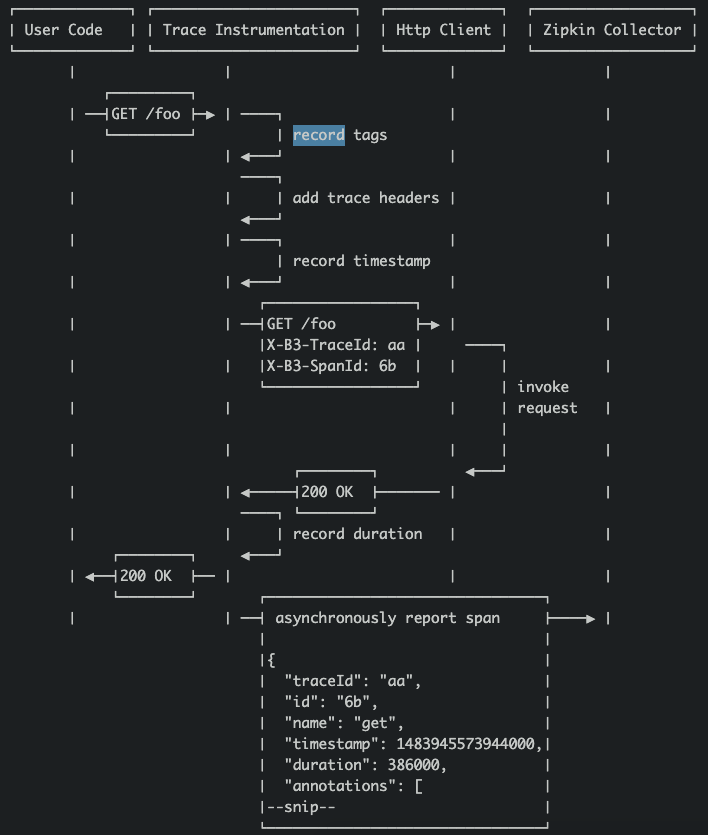 User Code Trace Instrumentation Http Client Zipkin Collector
GET /foo
record tags
add trace headers
record timestamp
GET /foo
X-B3-TraceId: aa
X-B3-SpanId: 6b
invoke
request
200 OK
record duration
200 OK
asynchronously report span
{
"traceId": "aa",
"id": "6b",
"name": "get",
"timestamp": 1483945573944000,
"duration": 386000,
"annotations": [
--snip--